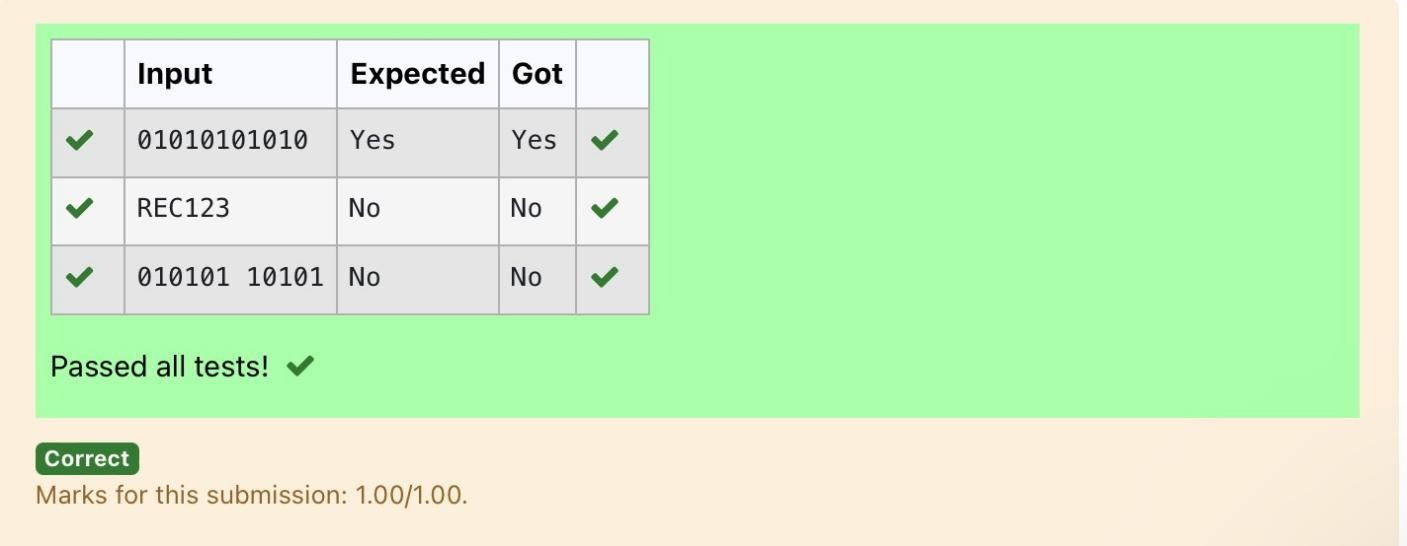 Input Expected Got
01010101010 Yes Yes
REC123 No No
010101 10101 No No
Passed all tests!
Correct
Marks for this submission: 1.00/1.00.